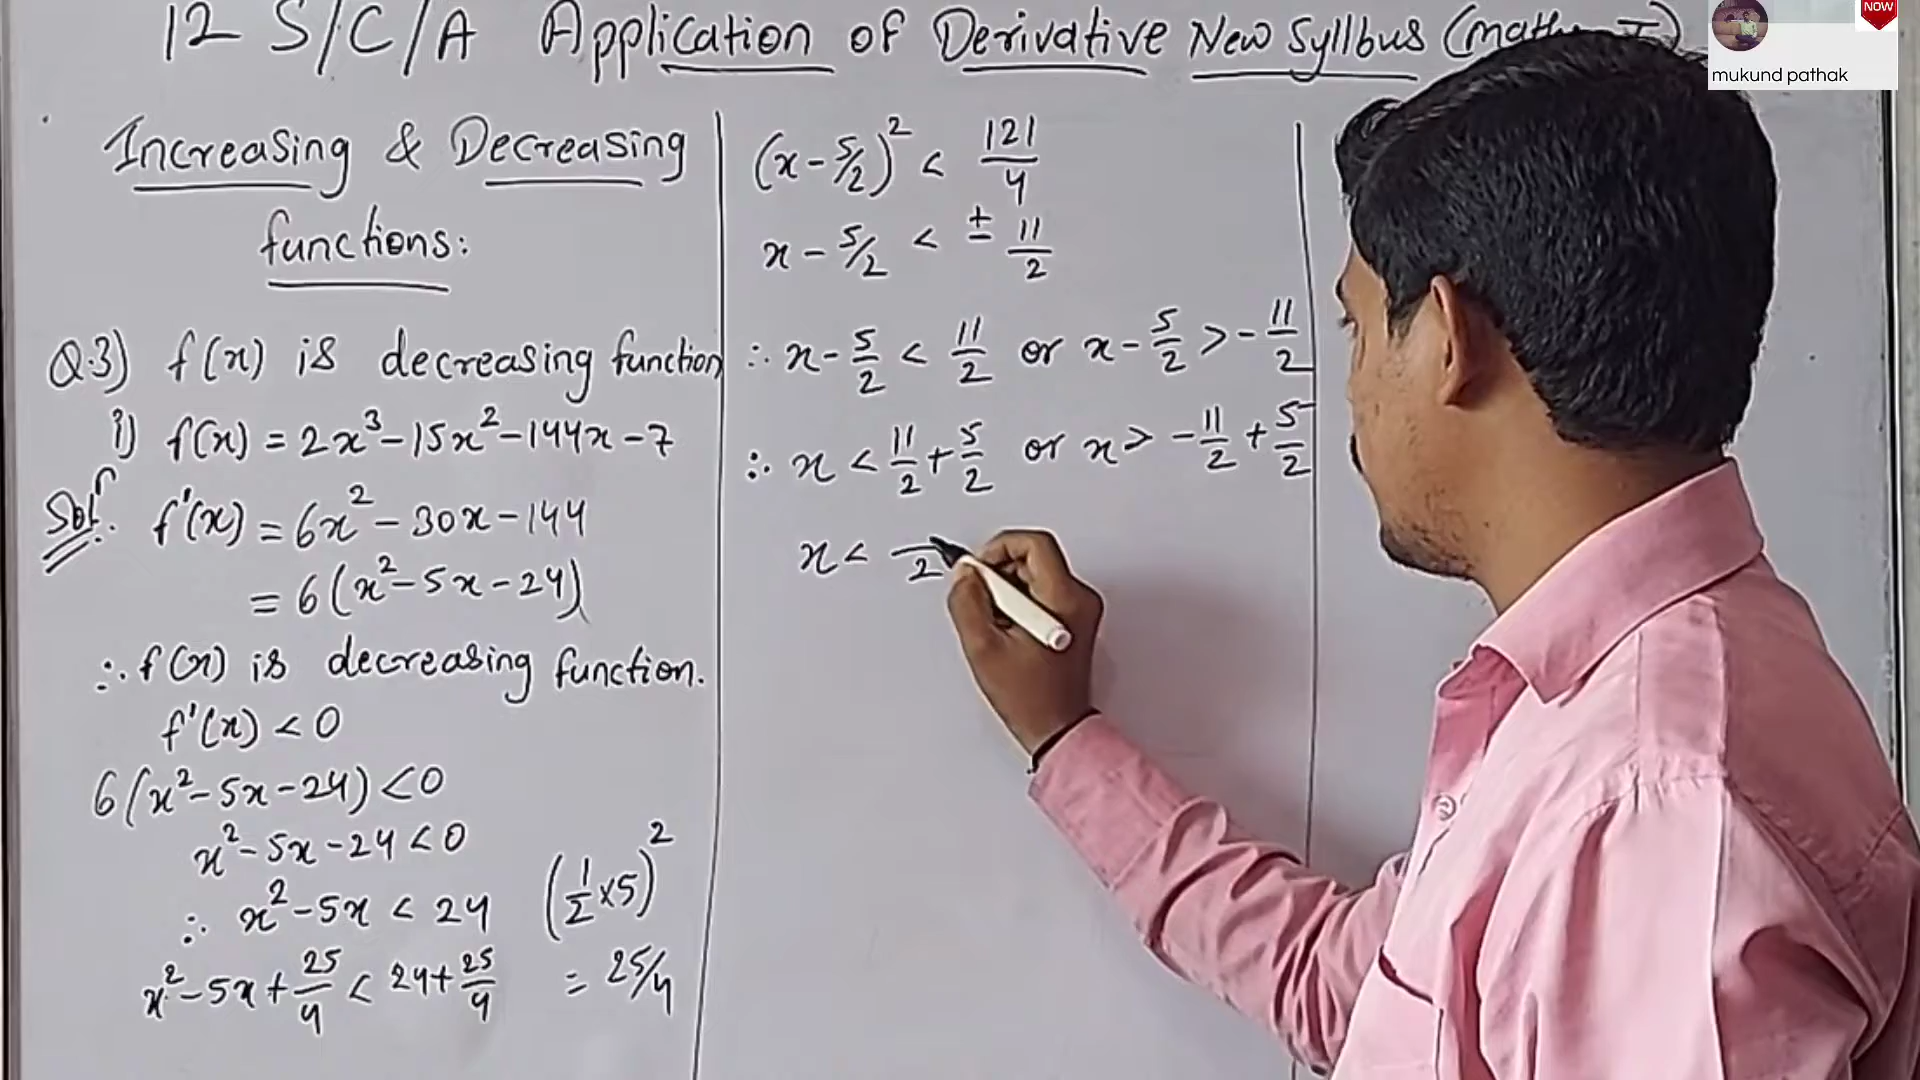 12 S/C/A Application of Derivative New Syllbus
NOW
mukund pathak
Increasing & Decreasing
functions:
Q.3) f(x) is decreasing function
i) f(x) = 2x³-15x²-144x-7
Solⁿ. f'(x) = 6x²-30x-144
= 6(x²-5x-24)
∴ f(x) is decreasing function.
f'(x) < 0
6(x²-5x-24) < 0
x²-5x-24 < 0
∴ x²-5x < 24 (1/2 × 5)²
x²-5x+25/4 < 24+25/4 = 25/4
(x-5/2)² < 121/4
x-5/2 < ± 11/2
∴ x-5/2 < 11/2 or x-5/2 > -11/2
∴ x < 11/2+5/2 or x > -11/2+5/2
x < /2